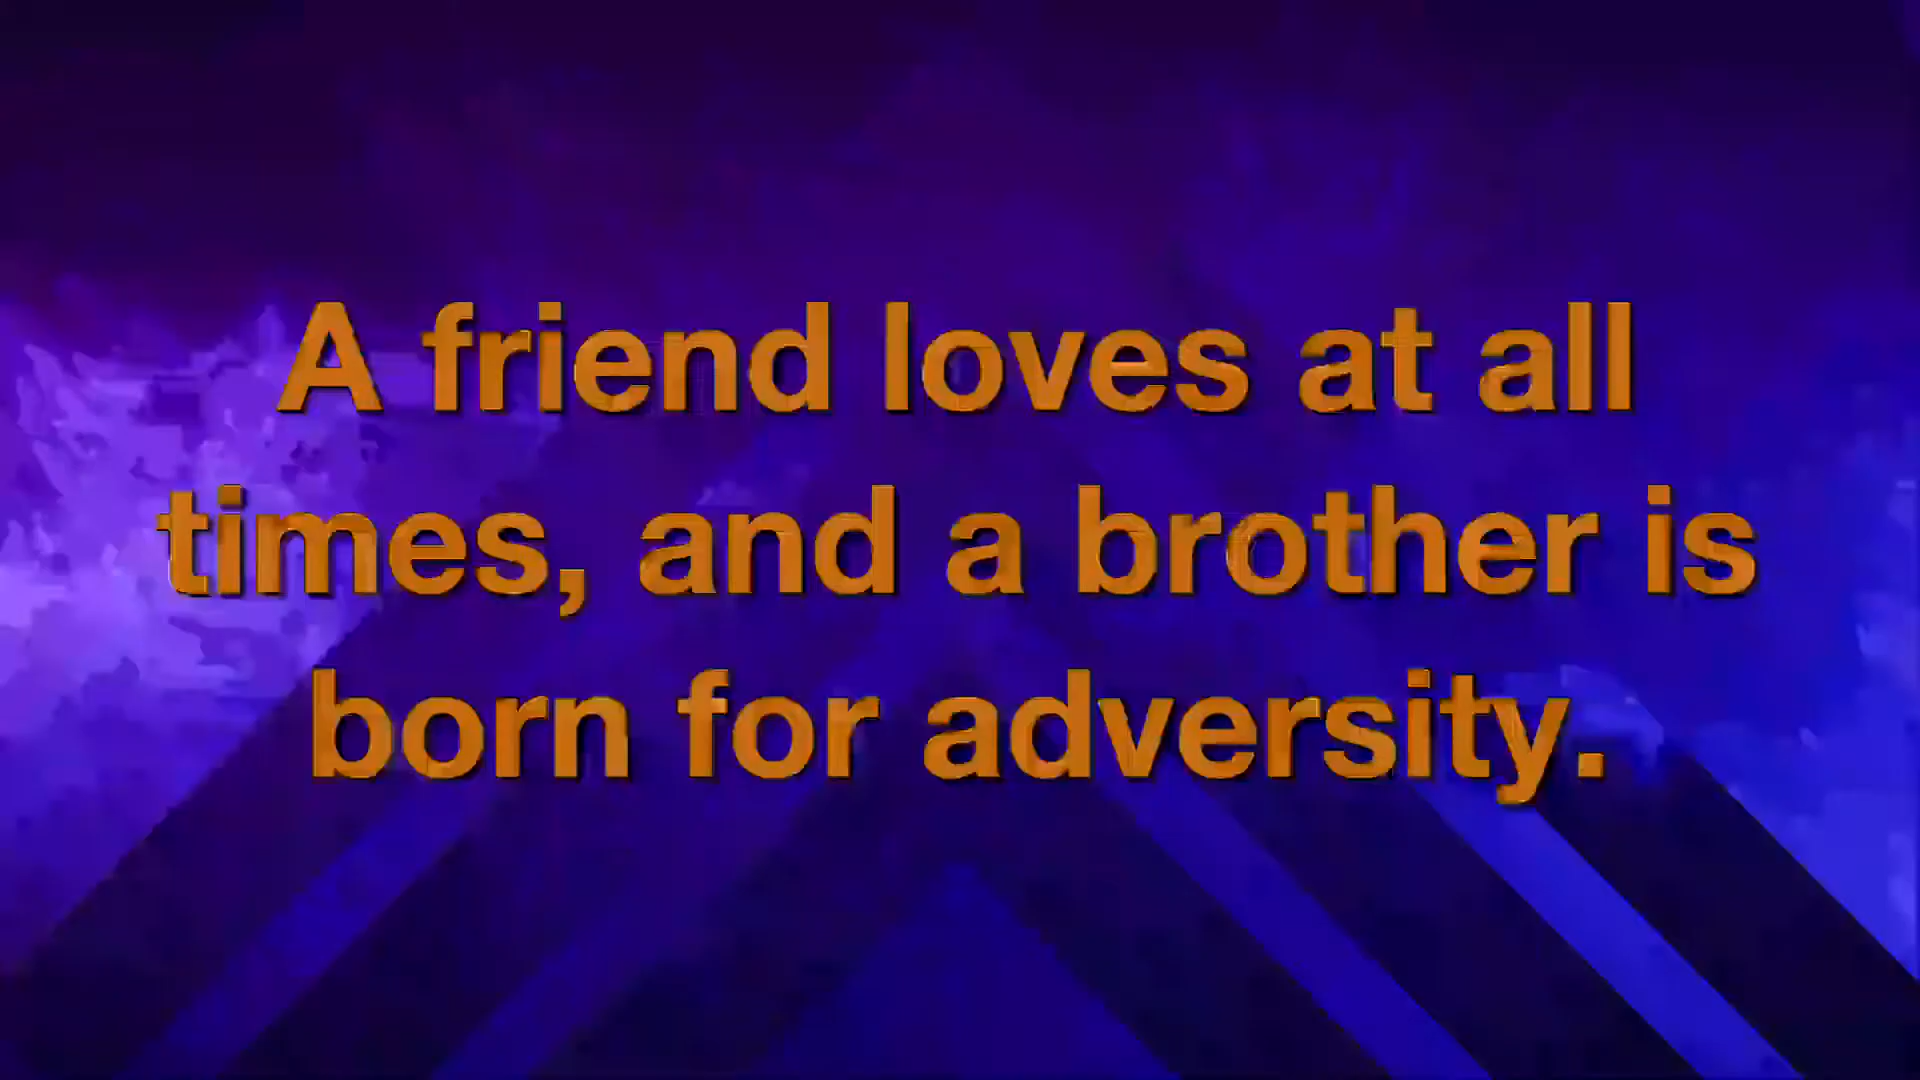 A friend loves at all
times, and a brother is
born for adversity.